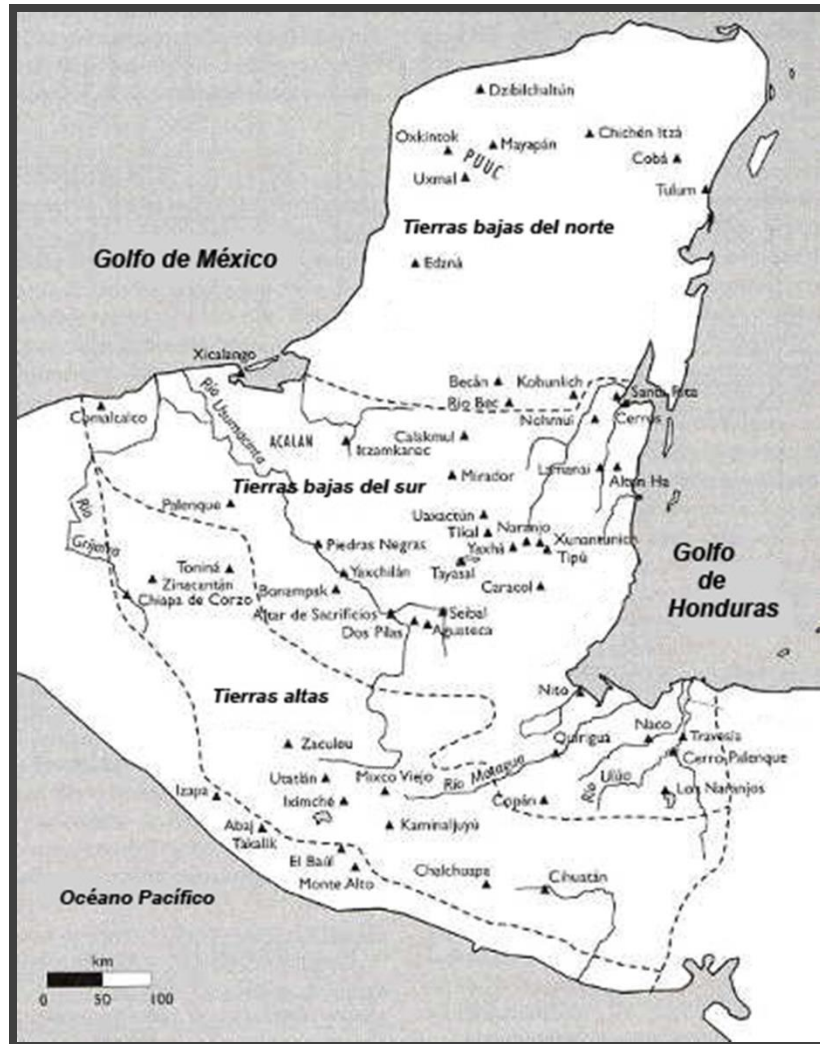 Dzibilchaltún
Oxkintok
Mayapán
Chichén Itzá
PUUC
Cobá
Uxmal
Tulum
Tierras bajas del norte
Golfo de México
Edzná
Xicalango
Becán
Kohunlich
Santa Rita
Río Bec
Comalcalco
Río Usumacinta
Nohmul
Cerros
ACALAN
Calakmul
Itzamkanac
Lamanai
Mirador
Altun Ha
Tierras bajas del sur
Palenque
Río Grijalva
Uaxactún
Tikal
Naranjo
Xunantunich
Piedras Negras
Yaxhá
Tipú
Golfo
de
Honduras
Toniná
Tayasal
Zinacantán
Yaxchilán
Chiapa de Corzo
Bonampak
Caracol
Altar de Sacrificios
Seibal
Dos Pilas
Aguateca
Tierras altas
Nito
Naco
Travesía
Zaculeu
Quiriguá
Cerro Palenque
Utatlán
Mixco Viejo
Río Motagua
Río Ulúa
Los Naranjos
Izapa
Iximché
Copán
Abaj
Takalik
Kaminaljuyú
El Baúl
Monte Alto
Chalchuapa
Cihuatán
Océano Pacífico
km
0 50 100